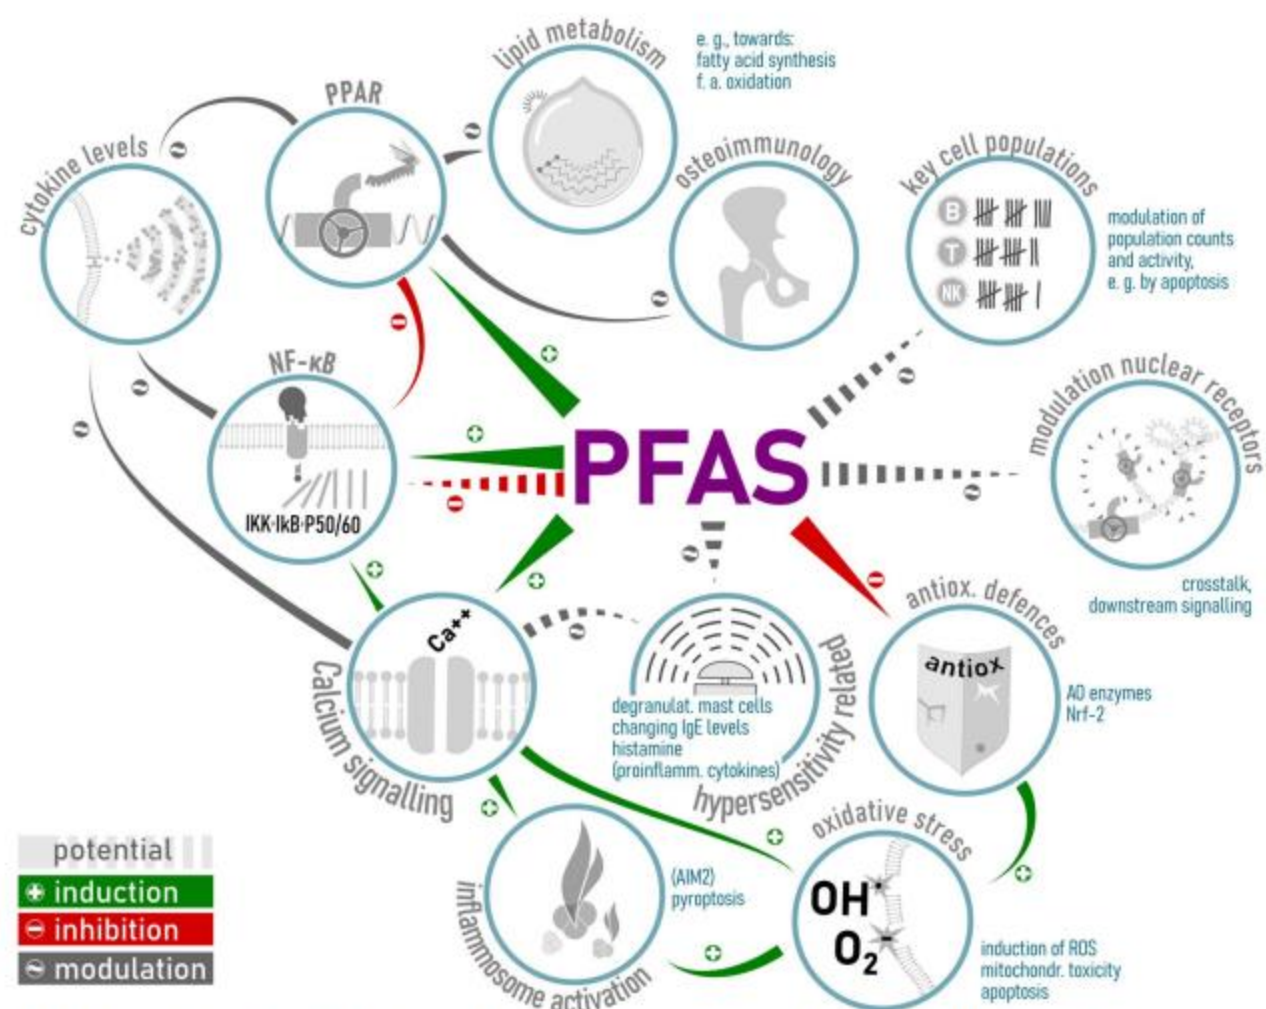 lipid metabolism
e. g., towards:
fatty acid synthesis
f. a. oxidation
PPAR
cytokine levels
osteoimmunology
key cell populations
B
T
NK
modulation of
population counts
and activity,
e. g. by apoptosis
NF-κB
IKK·IkB·P50/60
PFAS
modulation nuclear receptors
crosstalk,
downstream signalling
Ca++
Calcium signalling
degranulat. mast cells
changing IgE levels
histamine
(proinflamm. cytokines)
hypersensitivity related
antiox. defences
antiox
AO enzymes
Nrf-2
inflammosome activation
(AIM2)
pyroptosis
oxidative stress
OH
O₂
induction of ROS
mitochondr. toxicity
apoptosis
potential
induction
inhibition
modulation